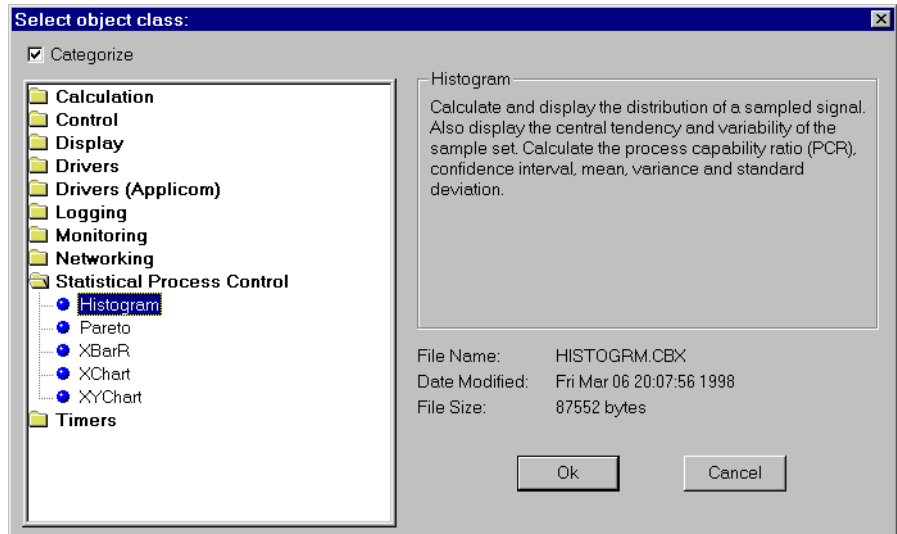 Select object class:
Categorize
Calculation
Control
Display
Drivers
Drivers (Applicom)
Logging
Monitoring
Networking
Statistical Process Control
Histogram
Pareto
XBarR
XChart
XYChart
Timers
Histogram
Calculate and display the distribution of a sampled signal.
Also display the central tendency and variability of the
sample set. Calculate the process capability ratio (PCR),
confidence interval, mean, variance and standard
deviation.
File Name: HISTOGRM.CBX
Date Modified: Fri Mar 06 20:07:56 1998
File Size: 87552 bytes
Ok Cancel